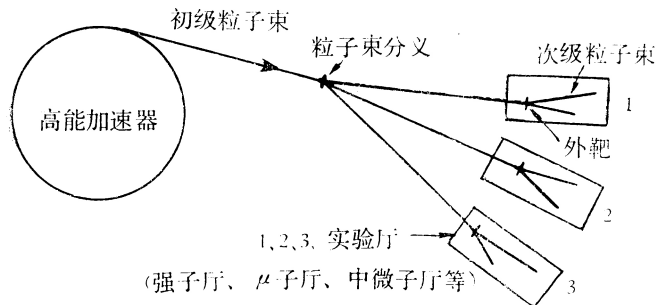 初级粒子束
粒子束分义
次级粒子束
1
高能加速器
外靶
2
1,2,3, 实验厅
(强子厅、μ子厅、中微子厅等)
3